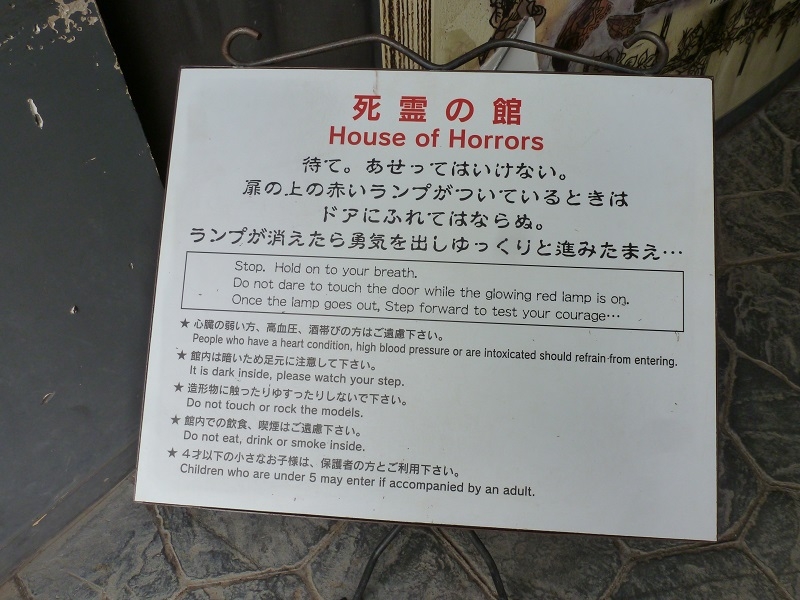 死霊の館
House of Horrors
待て。あせってはいけない。
扉の上の赤いランプがついているときは
ドアにふれてはならぬ。
ランプが消えたら勇気を出しゆっくりと進みたまえ…
Stop. Hold on to your breath.
Do not dare to touch the door while the glowing red lamp is on.
Once the lamp goes out, Step forward to test your courage…
★ 心臓の弱い方、高血圧、酒帯びの方はご遠慮下さい。
People who have a heart condition, high blood pressure or are intoxicated should refrain from entering.
★ 館内は暗いため足元に注意して下さい。
It is dark inside, please watch your step.
★ 造形物に触ったりゆすったりしないで下さい。
Do not touch or rock the models.
★ 館内での飲食、喫煙はご遠慮下さい。
Do not eat, drink or smoke inside.
★ 4才以下の小さなお子様は、保護者の方とご利用下さい。
Children who are under 5 may enter if accompanied by an adult.